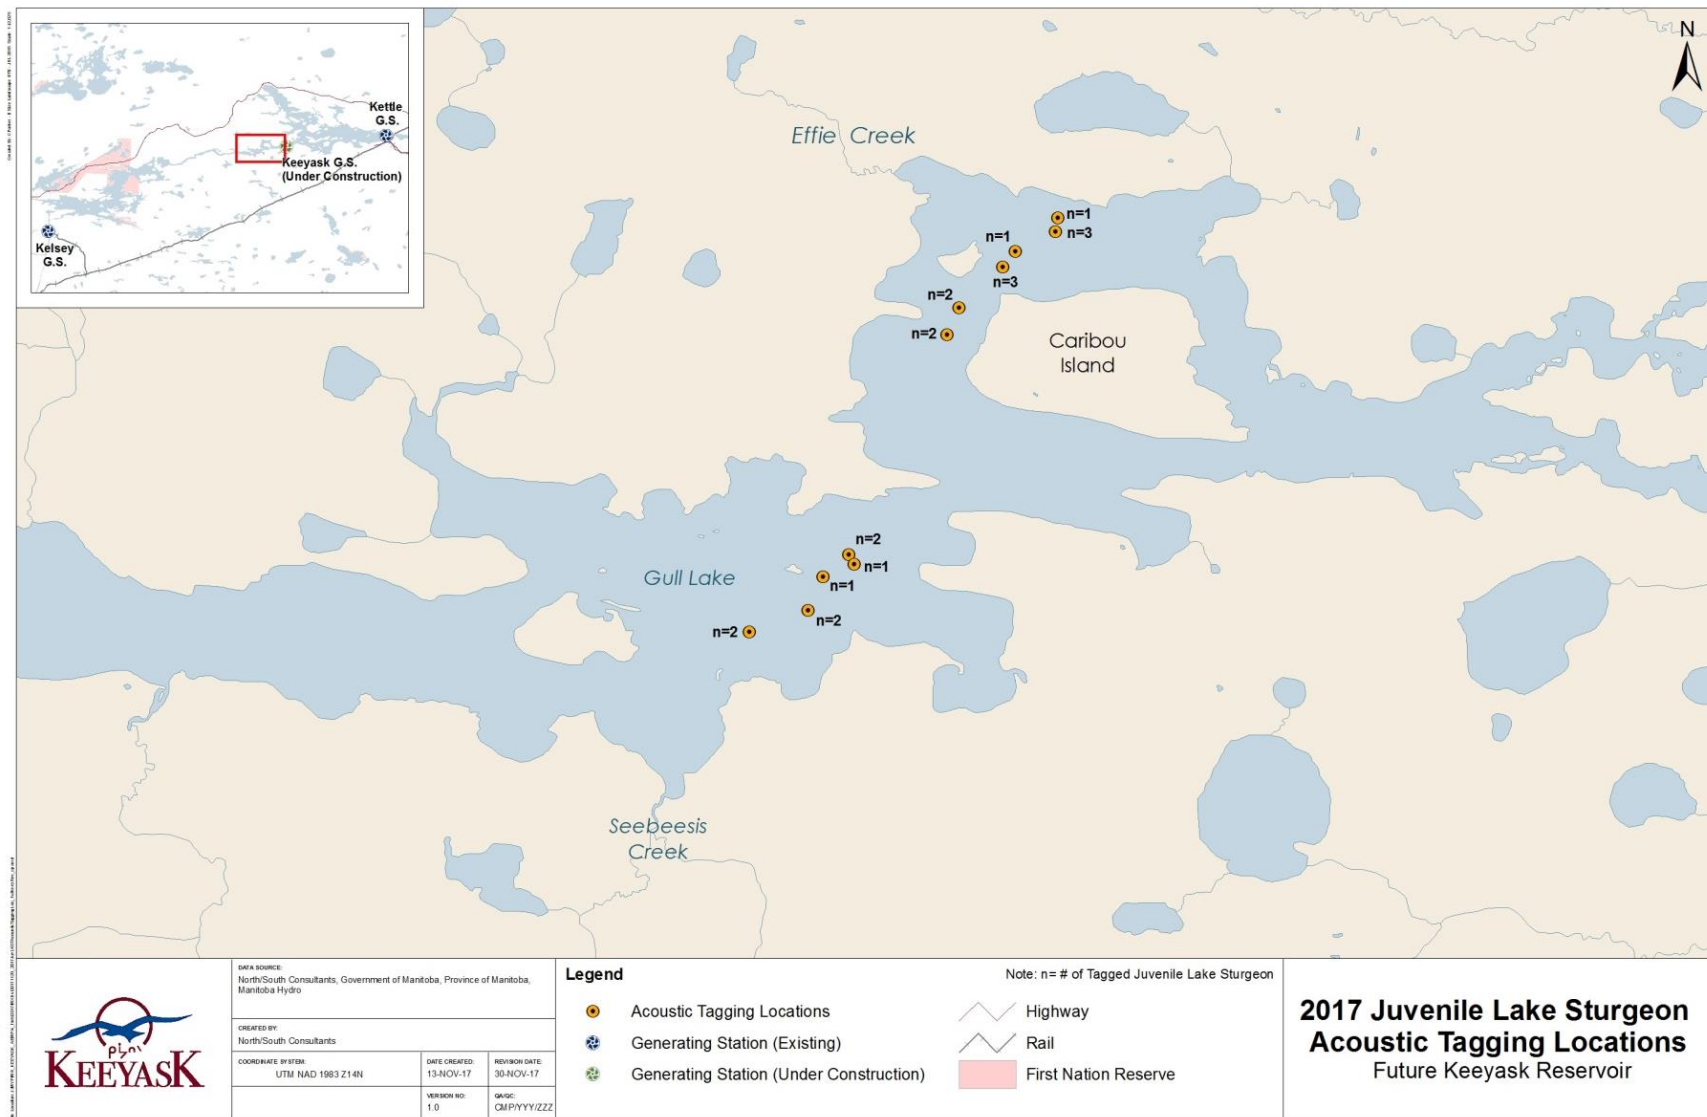 Kettle
G.S.
Keeyask G.S.
(Under Construction)
Kelsey
G.S.
N
Effie Creek
n=1
n=3
n=1
n=3
n=2
n=2
Caribou
Island
n=2
n=1
n=1
Gull Lake
n=2
n=2
Seebeesis
Creek
KEEYASK
DATA SOURCE:
North/South Consultants, Government of Manitoba, Province of Manitoba,
Manitoba Hydro
CREATED BY:
North/South Consultants
COORDINATE SYSTEM:
UTM NAD 1983 Z14N
DATE CREATED:
13-NOV-17
REVISION DATE:
30-NOV-17
VERSION NO:
1.0
QA/QC:
CMP/YYY/ZZZ
Legend
Note: n= # of Tagged Juvenile Lake Sturgeon
Acoustic Tagging Locations
Generating Station (Existing)
Generating Station (Under Construction)
Highway
Rail
First Nation Reserve
2017 Juvenile Lake Sturgeon
Acoustic Tagging Locations
Future Keeyask Reservoir